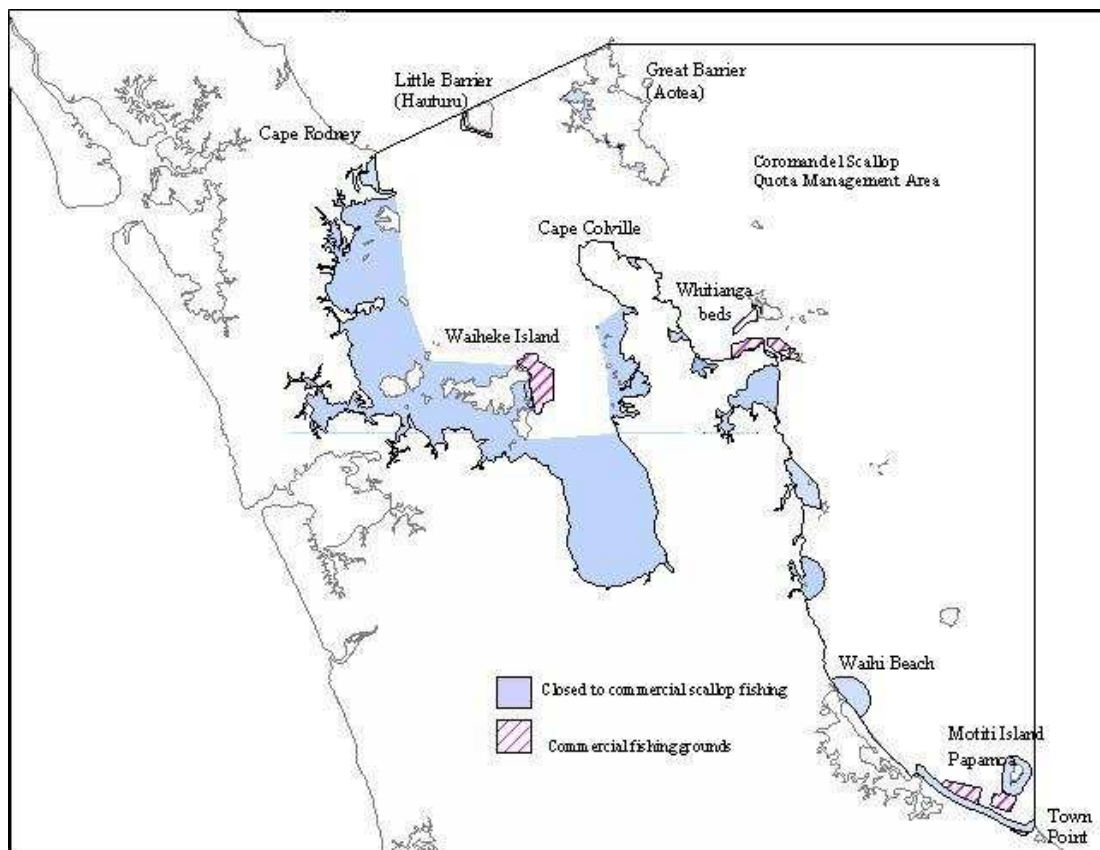 Little Barrier
(Hauturu)
Great Barrier
(Aotea)
Cape Rodney
Coromandel Scallop
Quota Management Area
Cape Colville
Whitianga
beds
Waiheke Island
Waihi Beach
Closed to commercial scallop fishing
Commercial fishing grounds
Motiti Island
Papamoa
Town
Point